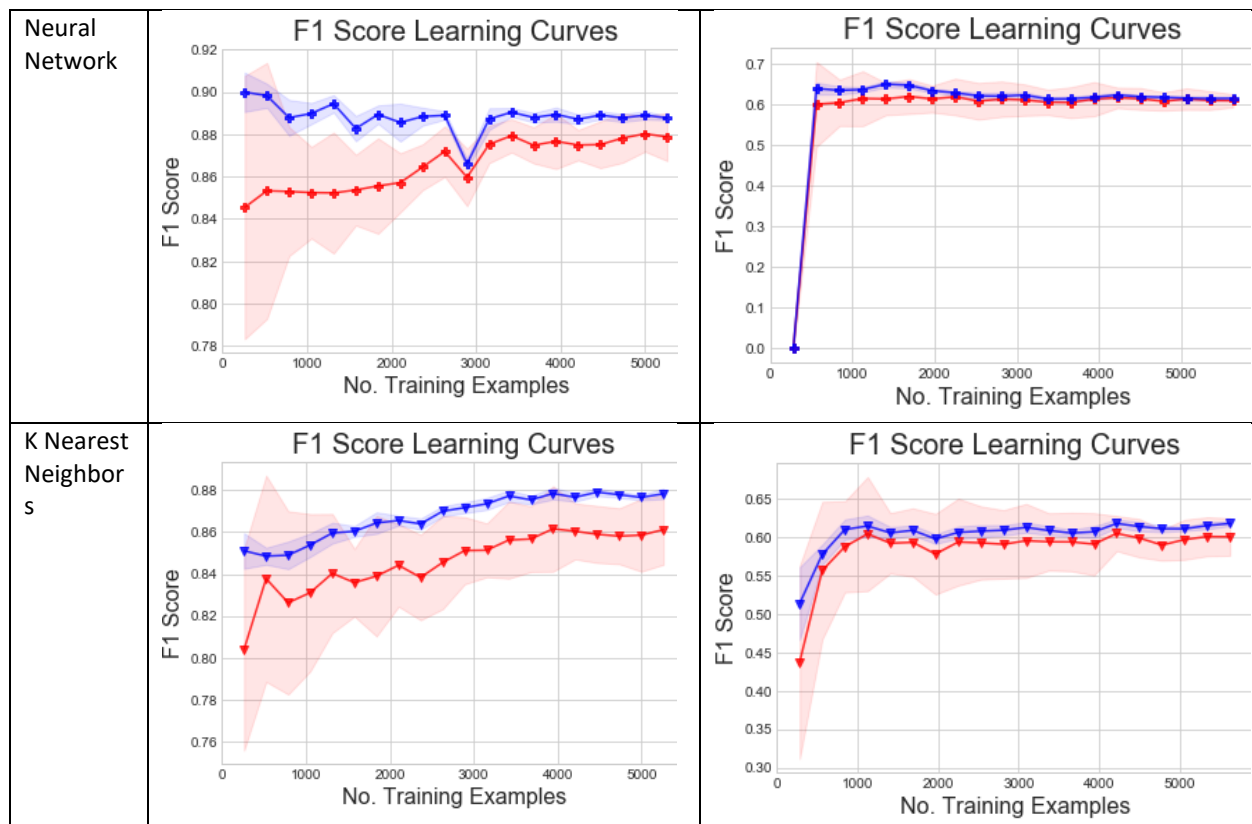 Neural
Network
F1 Score Learning Curves
0.92
0.90
0.88
0.86
0.84
0.82
0.80
0.78
F1 Score
0 1000 2000 3000 4000 5000
No. Training Examples
F1 Score Learning Curves
0.7
0.6
0.5
0.4
0.3
0.2
0.1
0.0
F1 Score
0 1000 2000 3000 4000 5000
No. Training Examples
K Nearest
Neighbor
s
F1 Score Learning Curves
0.88
0.86
0.84
0.82
0.80
0.78
0.76
F1 Score
0 1000 2000 3000 4000 5000
No. Training Examples
F1 Score Learning Curves
0.65
0.60
0.55
0.50
0.45
0.40
0.35
0.30
F1 Score
0 1000 2000 3000 4000 5000
No. Training Examples